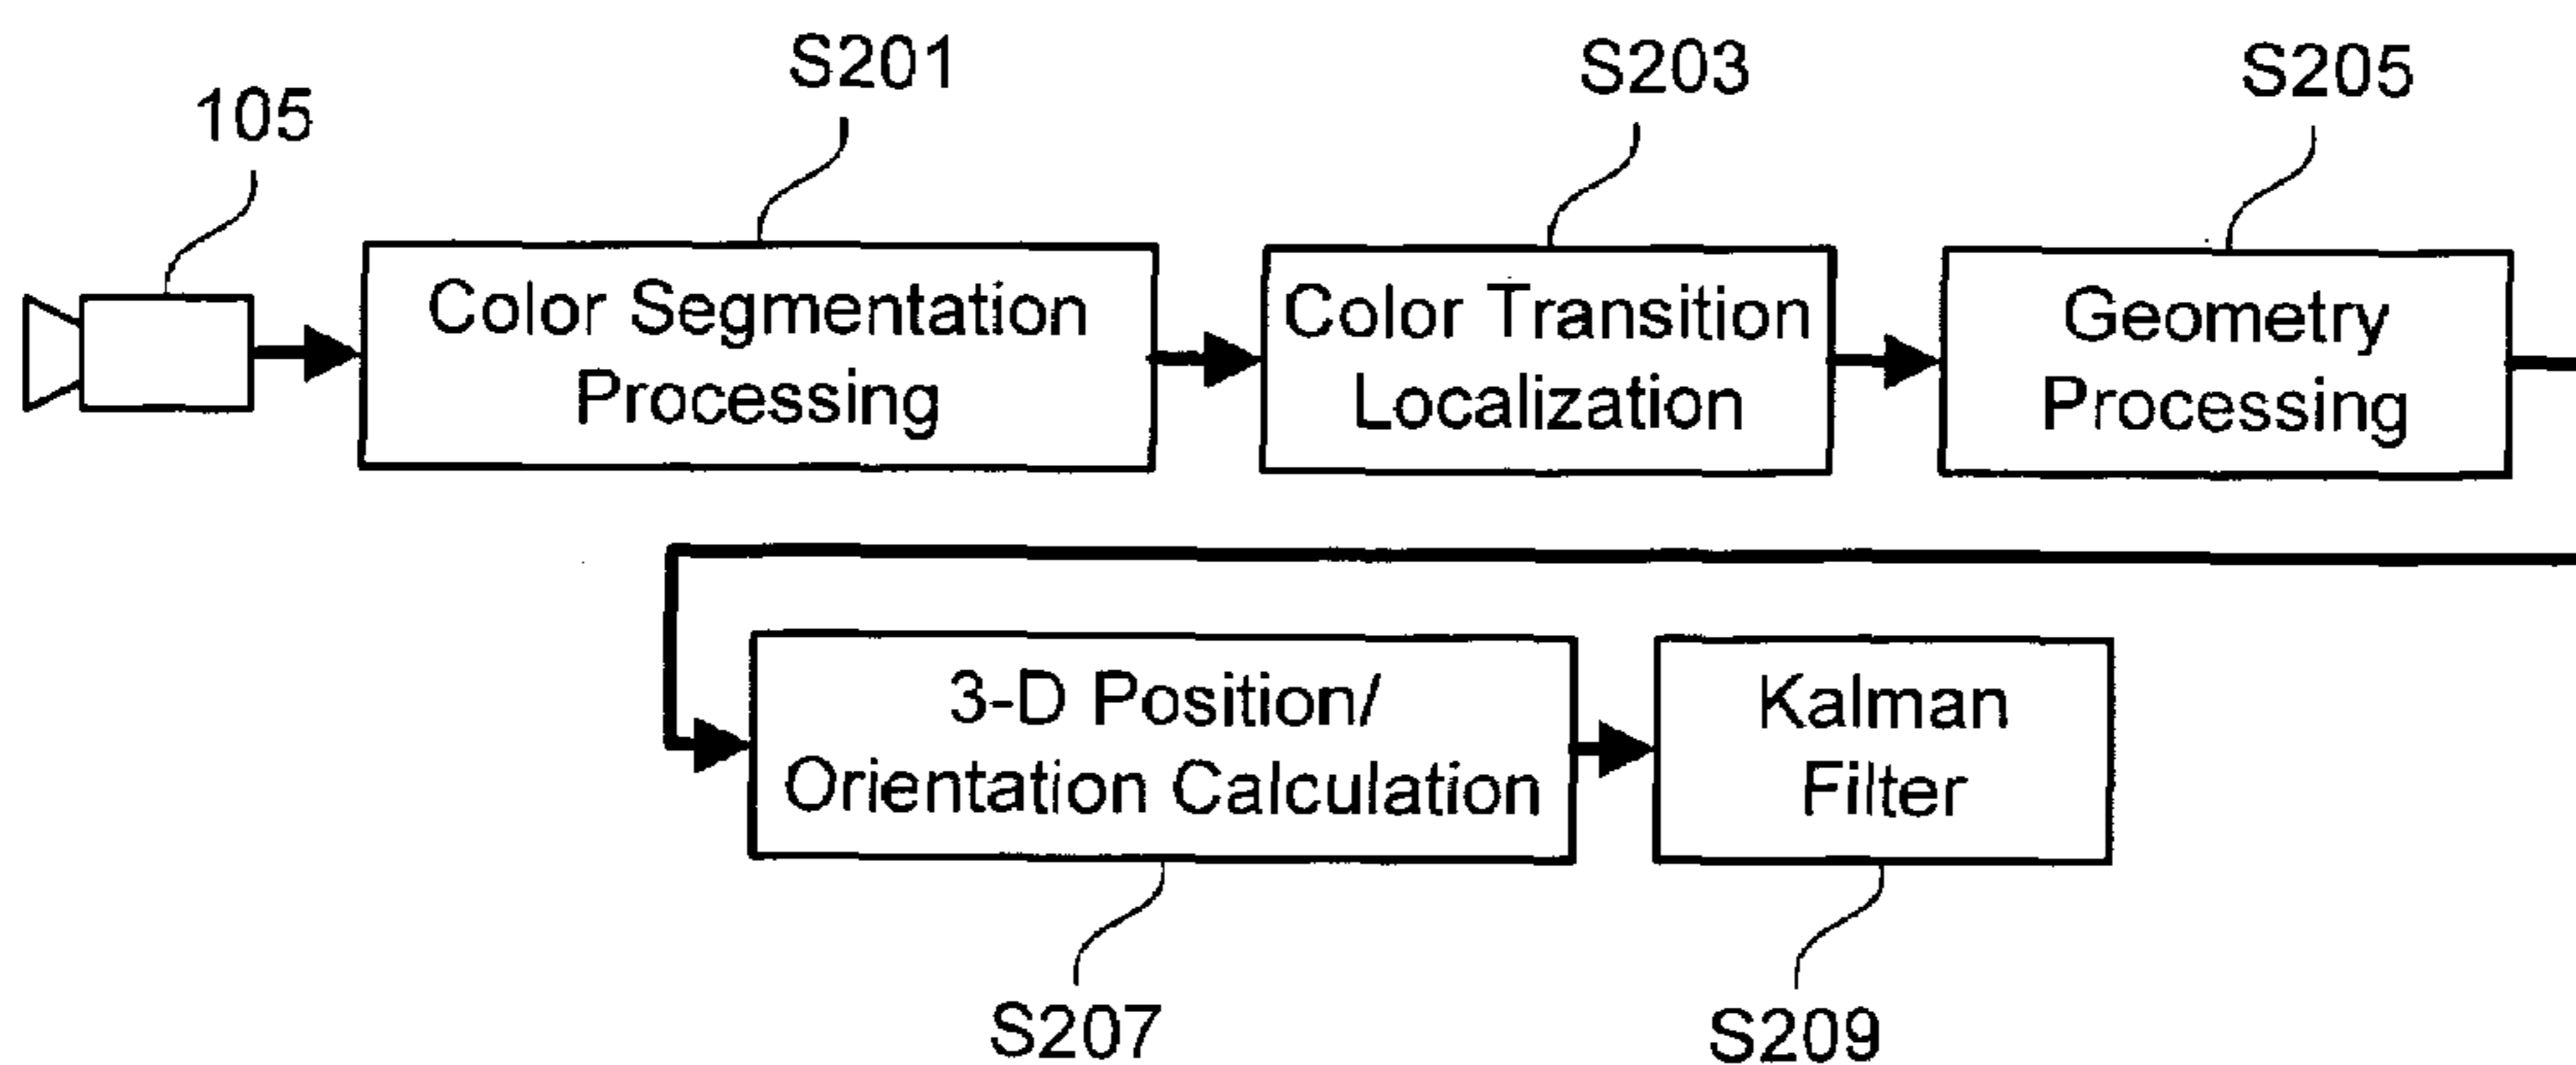 105
S201
S203
S205
Color Segmentation
Processing
Color Transition
Localization
Geometry
Processing
3-D Position/
Orientation Calculation
Kalman
Filter
S207
S209